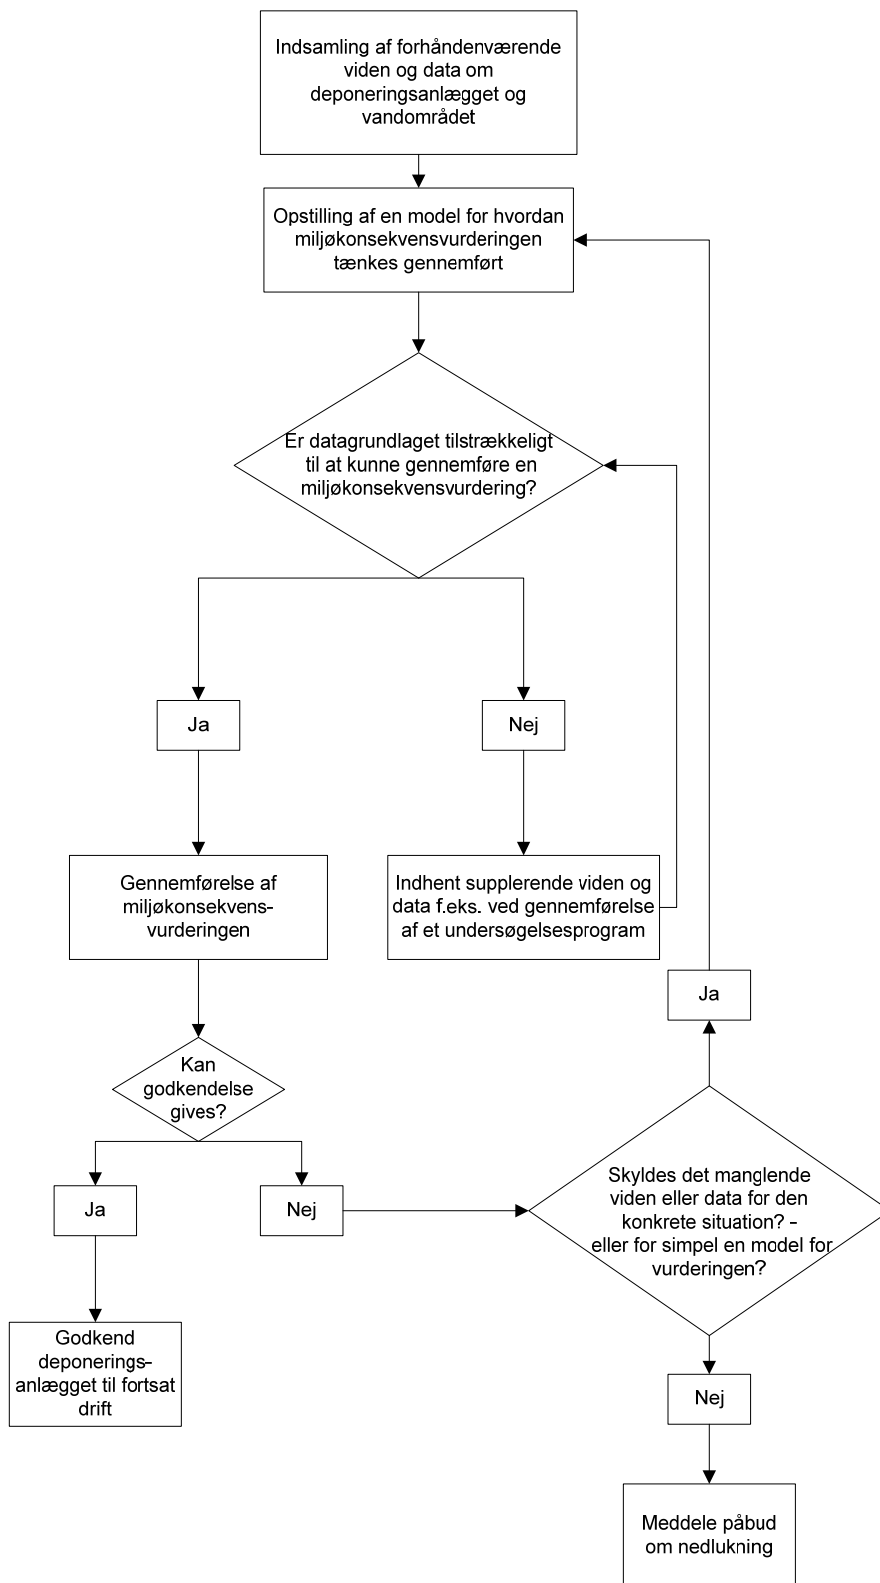 Indsamling af forhåndenværende
viden og data om
deponeringsanlægget og
vandområdet
Opstilling af en model for hvordan
miljøkonsekvensvurderingen
tænkes gennemført
Er datagrundlaget tilstrækkeligt
til at kunne gennemføre en
miljøkonsekvensvurdering?
Ja
Nej
Gennemførelse af
miljøkonsekvens-
vurderingen
Indhent supplerende viden og
data f.eks. ved gennemførelse
af et undersøgelsesprogram
Ja
Kan
godkendelse
gives?
Ja
Nej
Skyldes det manglende
viden eller data for den
konkrete situation? -
eller for simpel en model for
vurderingen?
Godkend
deponerings-
anlægget til fortsat
drift
Nej
Meddele påbud
om nedlukning